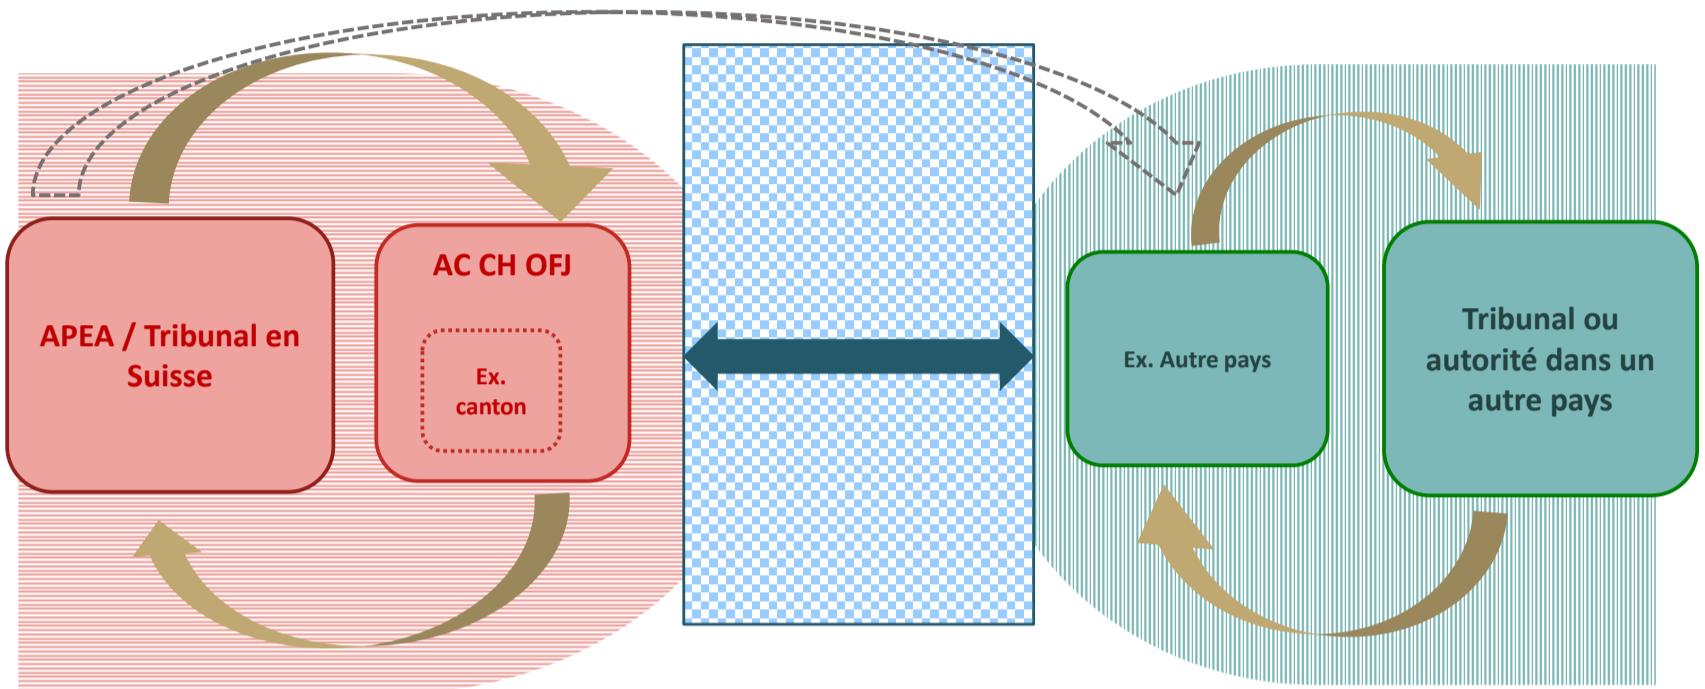 APEA / Tribunal en
Suisse
AC CH OFJ
Ex.
canton
Ex. Autre pays
Tribunal ou
autorité dans un
autre pays